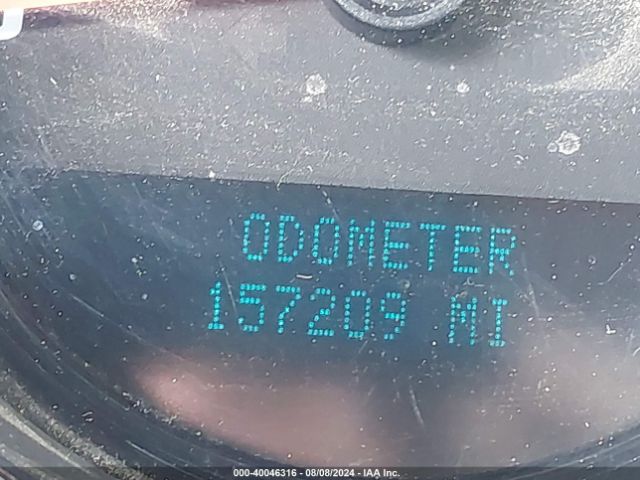 ODOMETER
157209 MI
000-40046316 - 08/08/2024 - IAA Inc.